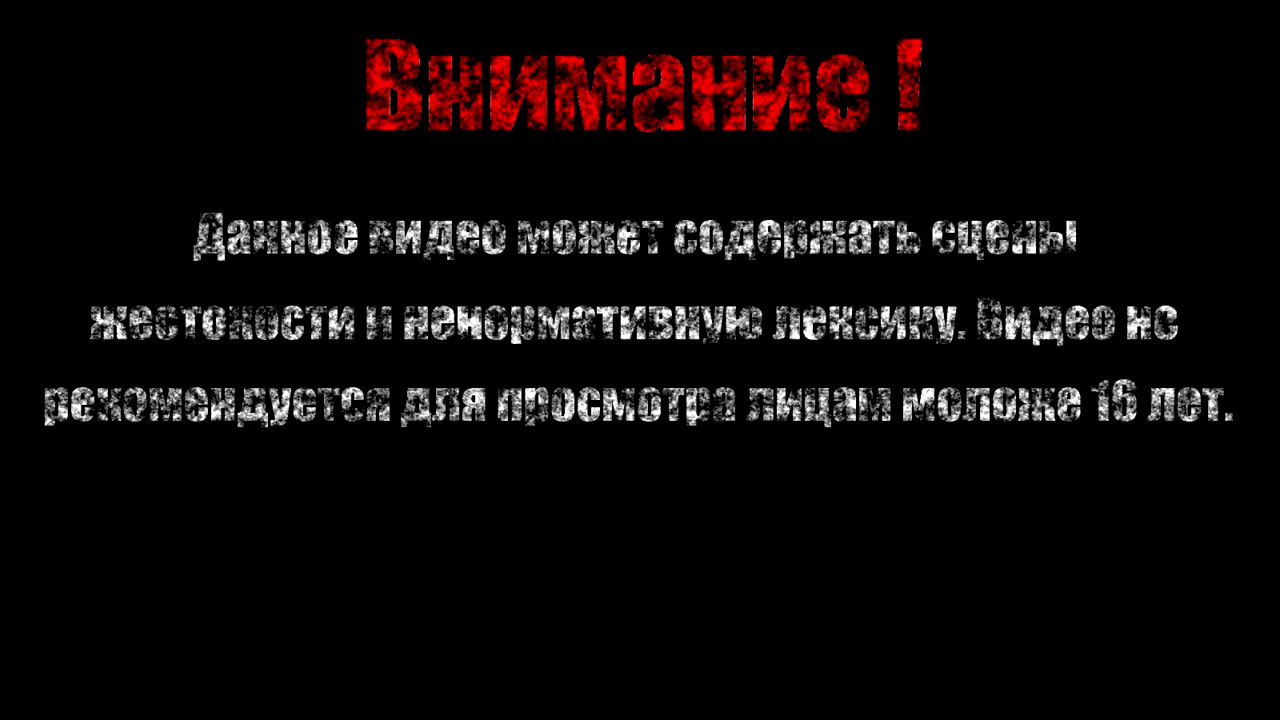 Внимание !
Данное видео может содержать сцены
жестокости и ненормативную лексику. Видео не
рекомендуется для просмотра лицам моложе 16 лет.